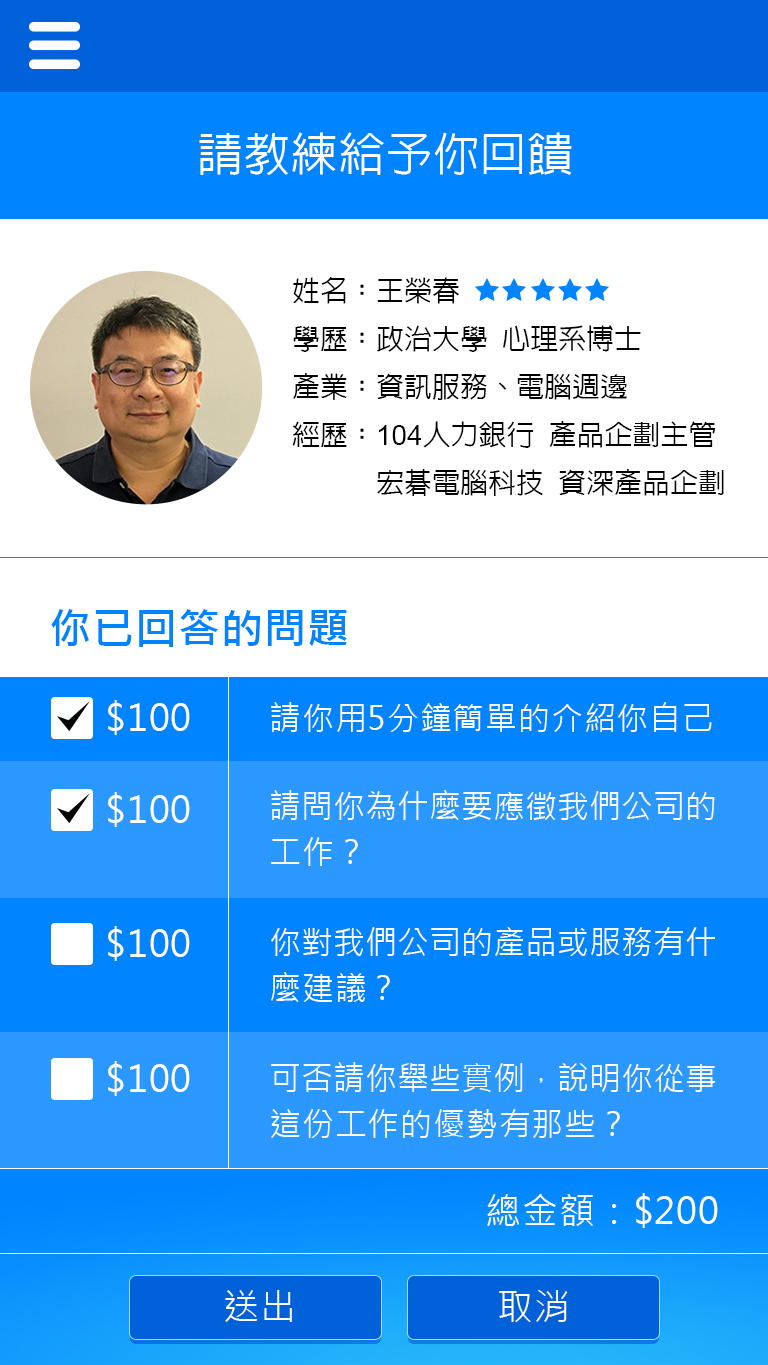 請教練給予你回饋
姓名：王榮春 ★★★★★
學歷：政治大學 心理系博士
產業：資訊服務、電腦週邊
經歷：104人力銀行 產品企劃主管
宏碁電腦科技 資深產品企劃
你已回答的問題
$100 請你用5分鐘簡單的介紹你自己
$100 請問你為什麼要應徵我們公司的
工作？
$100 你對我們公司的產品或服務有什
麼建議？
$100 可否請你舉些實例，說明你從事
這份工作的優勢有那些？
總金額：$200
送出 取消